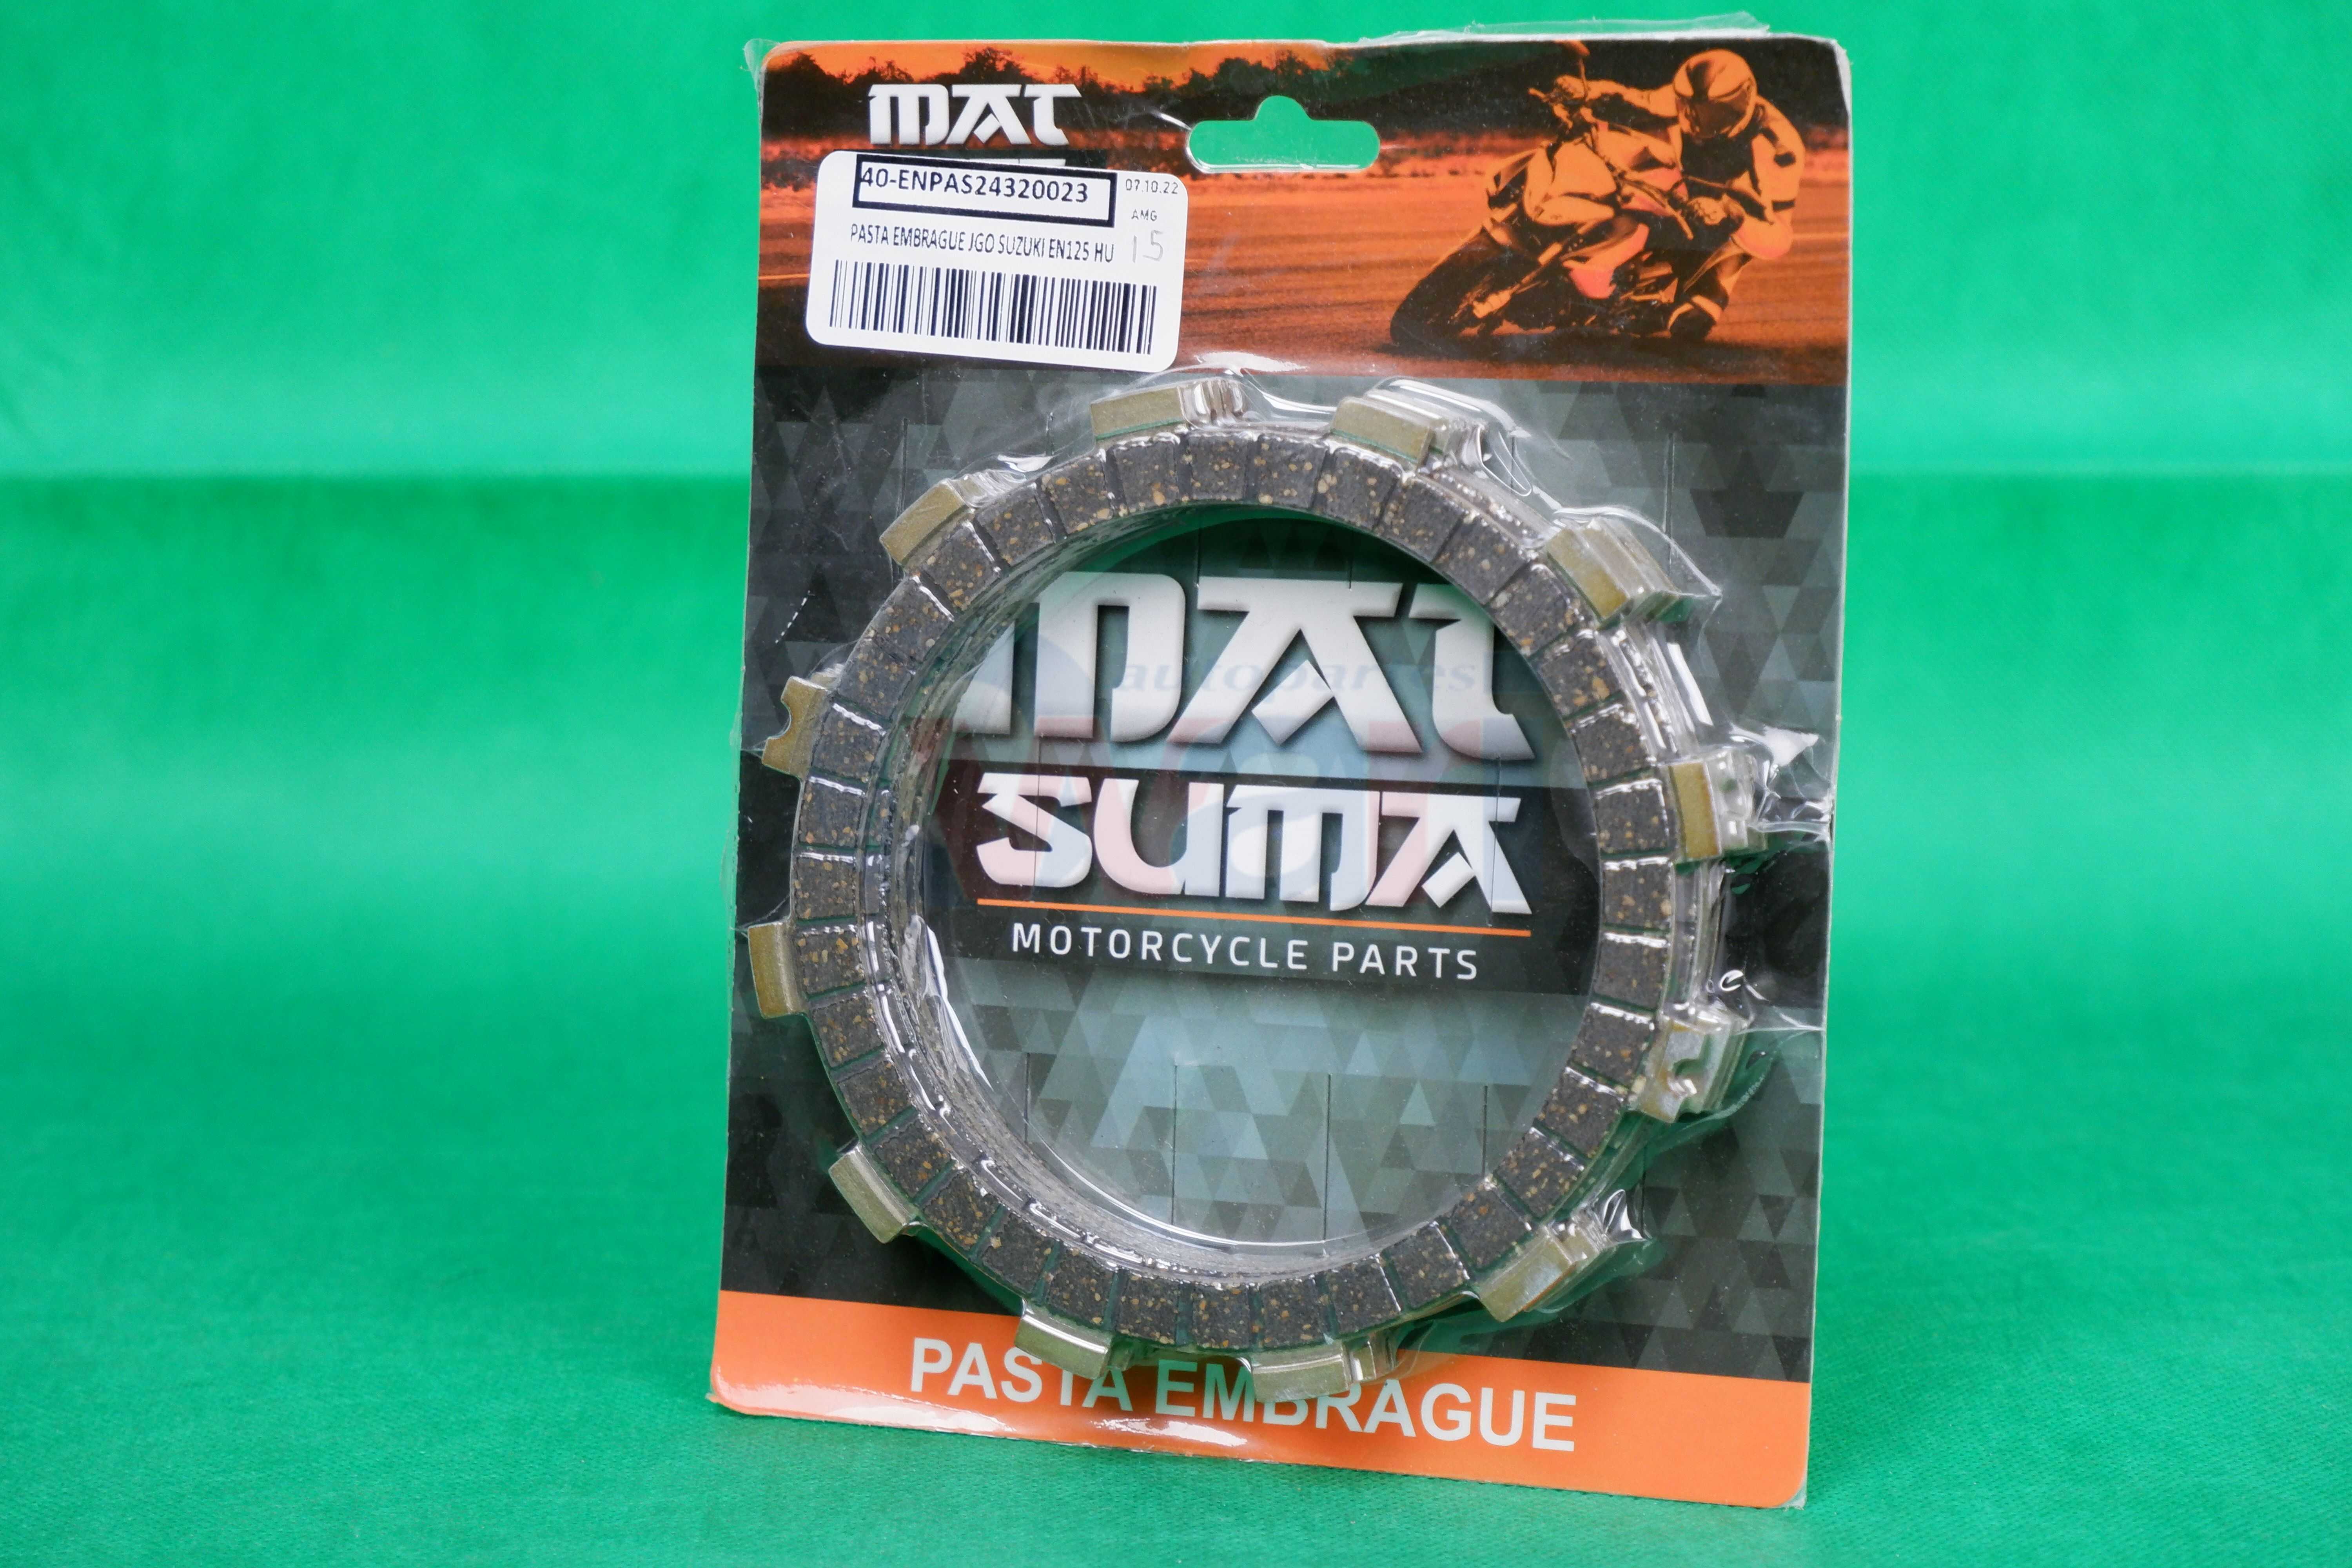 MAT
40-ENPAS24320023
07.10.22
AMG
PASTA EMBRAGUE JGO SUZUKI EN125 HU
15
MAT
autopartes
SUMA
MOTORCYCLE PARTS
PASTA EMBRAGUE